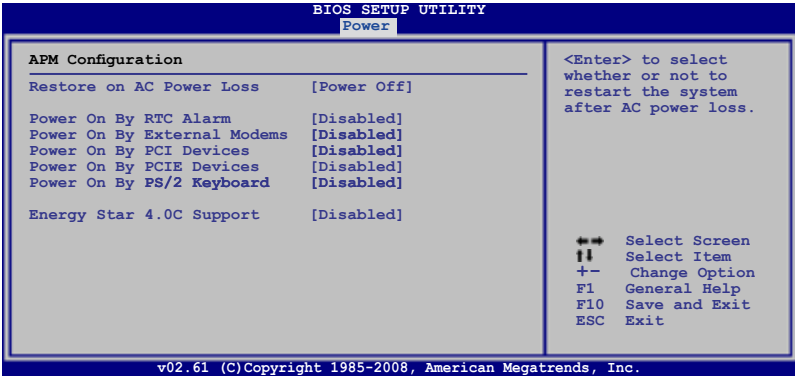 BIOS SETUP UTILITY
Power
APM Configuration
Restore on AC Power Loss [Power Off]
Power On By RTC Alarm [Disabled]
Power On By External Modems [Disabled]
Power On By PCI Devices [Disabled]
Power On By PCIE Devices [Disabled]
Power On By PS/2 Keyboard [Disabled]
Energy Star 4.0C Support [Disabled]
<Enter> to select
whether or not to
restart the system
after AC power loss.
←→ Select Screen
↑↓ Select Item
+- Change Option
F1 General Help
F10 Save and Exit
ESC Exit
v02.61 (C)Copyright 1985-2008, American Megatrends, Inc.